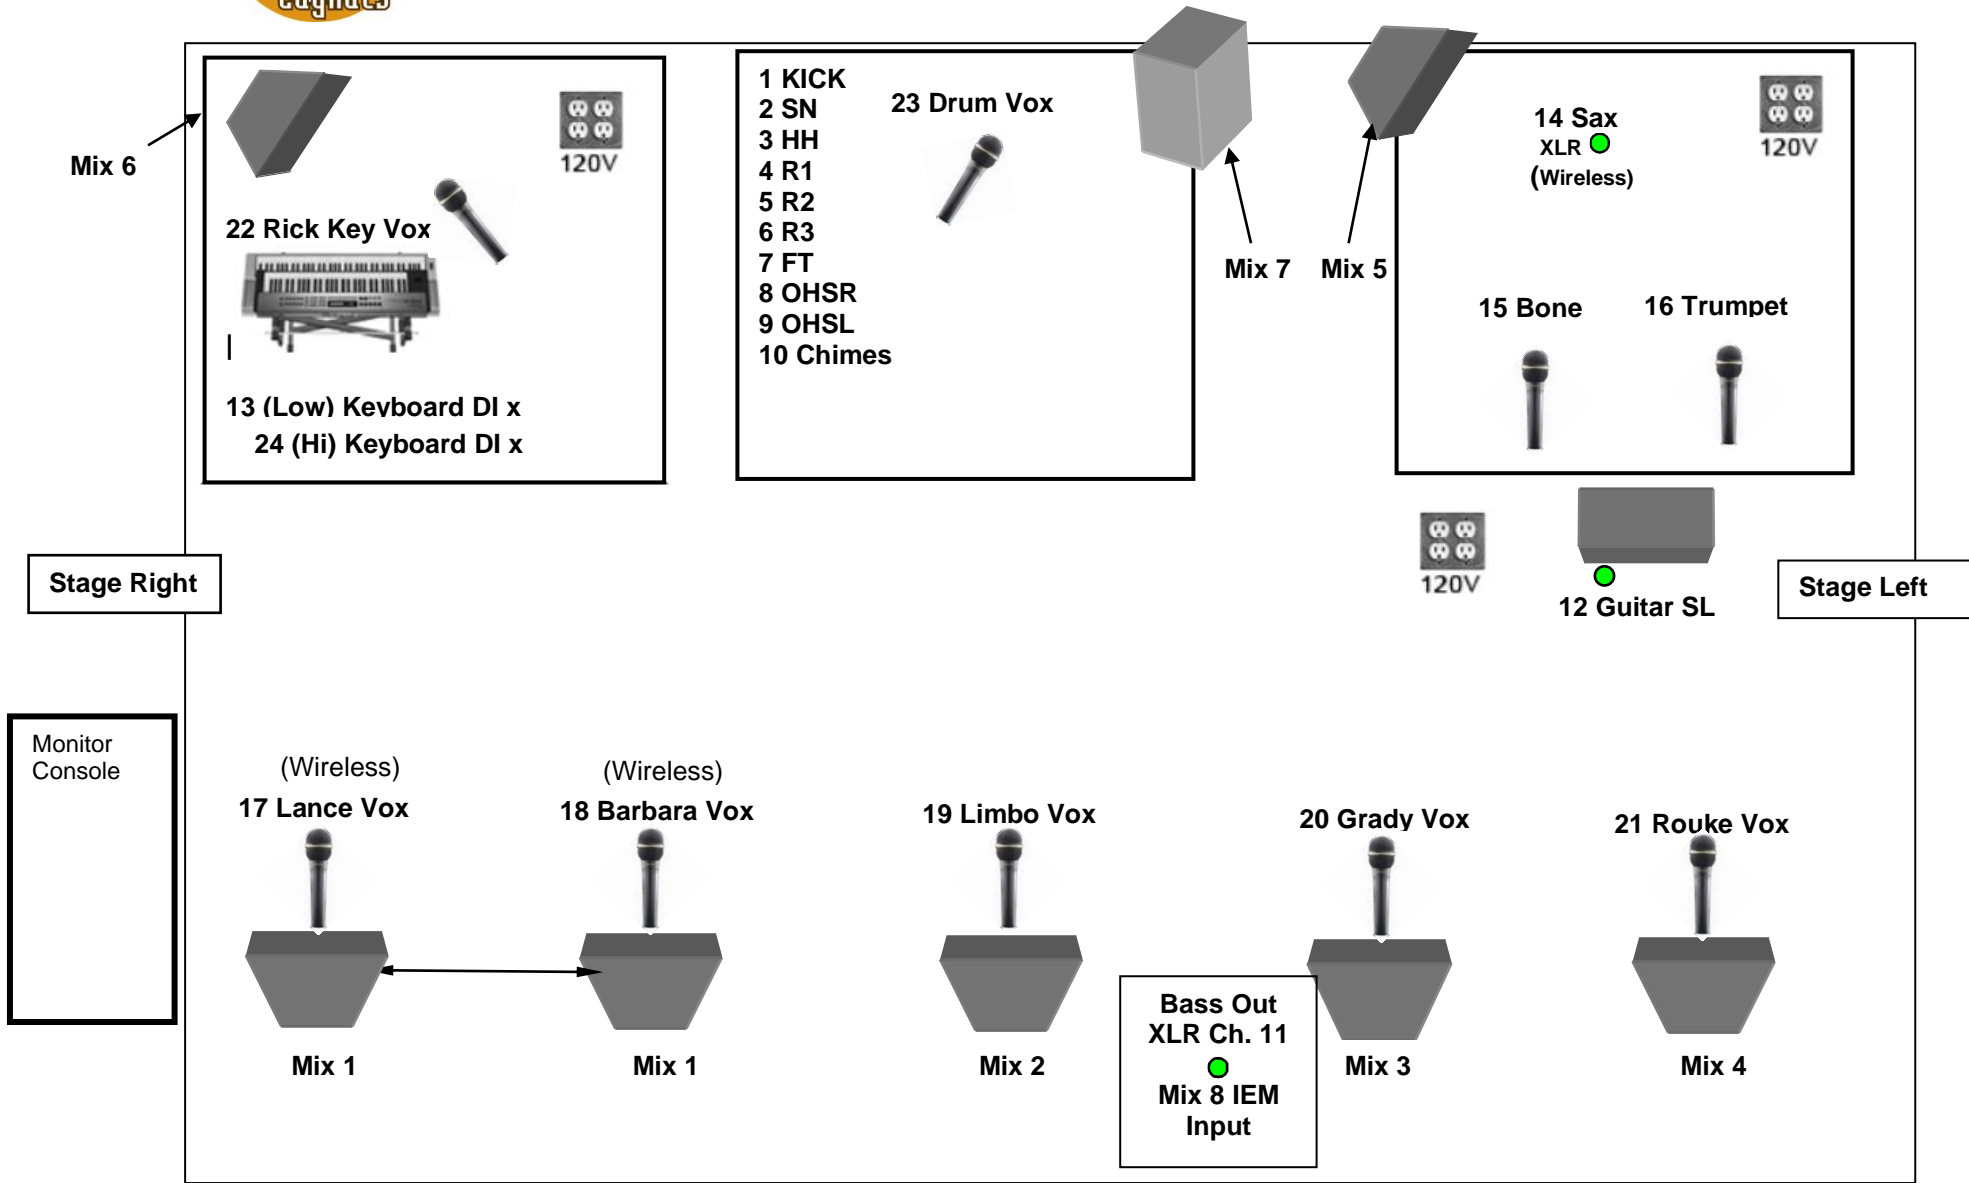 Mix 6
120V
22 Rick Key Vox
13 (Low) Keyboard DI x
24 (Hi) Keyboard DI x
1 KICK
2 SN
3 HH
4 R1
5 R2
6 R3
7 FT
8 OHSR
9 OHSL
10 Chimes
23 Drum Vox
Mix 7
Mix 5
14 Sax
XLR
(Wireless)
120V
15 Bone
16 Trumpet
Stage Right
120V
12 Guitar SL
Stage Left
Monitor
Console
(Wireless)
17 Lance Vox
(Wireless)
18 Barbara Vox
19 Limbo Vox
20 Grady Vox
21 Rouke Vox
Mix 1
Mix 1
Mix 2
Bass Out
XLR Ch. 11
Mix 8 IEM
Input
Mix 3
Mix 4